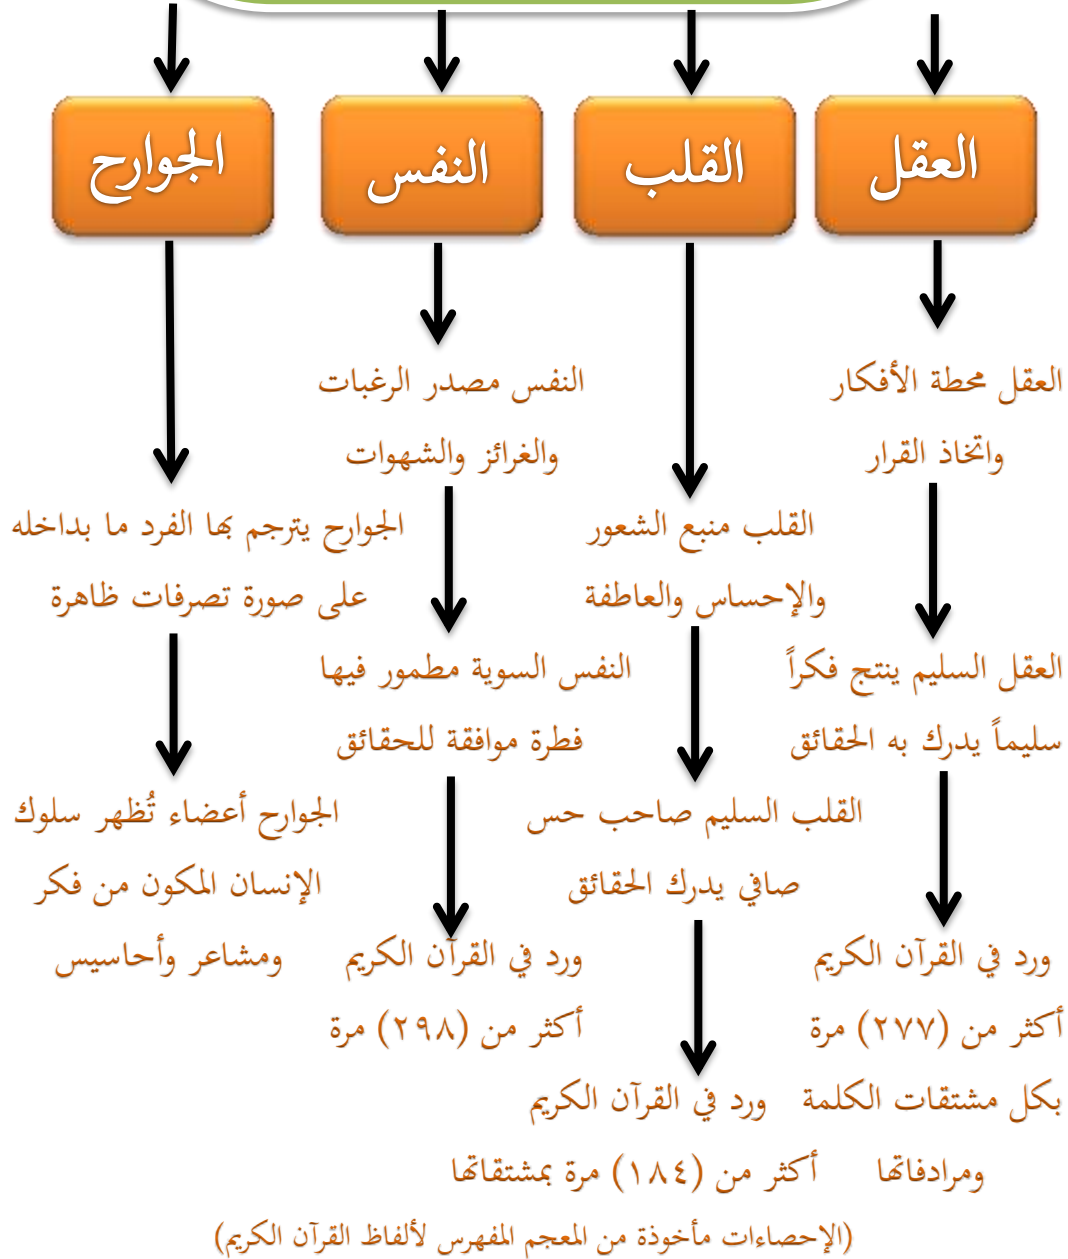 العقل
القلب
النفس
الجوارح
العقل محطة الأفكار
واتخاذ القرار
العقل السليم ينتج فكراً
سليماً يدرك به الحقائق
ورد في القرآن الكريم
أكثر من (٢٧٧) مرة
بكل مشتقات الكلمة
ومرادفاتها
القلب منبع الشعور
والإحساس والعاطفة
القلب السليم صاحب حس
صافي يدرك الحقائق
ورد في القرآن الكريم
أكثر من (١٨٤) مرة بمشتقاتها
النفس مصدر الرغبات
والغرائز والشهوات
النفس السوية مطمور فيها
فطرة موافقة للحقائق
ورد في القرآن الكريم
أكثر من (٢٩٨) مرة
الجوارح يترجم بها الفرد ما بداخله
على صورة تصرفات ظاهرة
الجوارح أعضاء تُظهر سلوك
الإنسان المكون من فكر
ومشاعر وأحاسيس
(الإحصاءات مأخوذة من المعجم المفهرس لألفاظ القرآن الكريم)